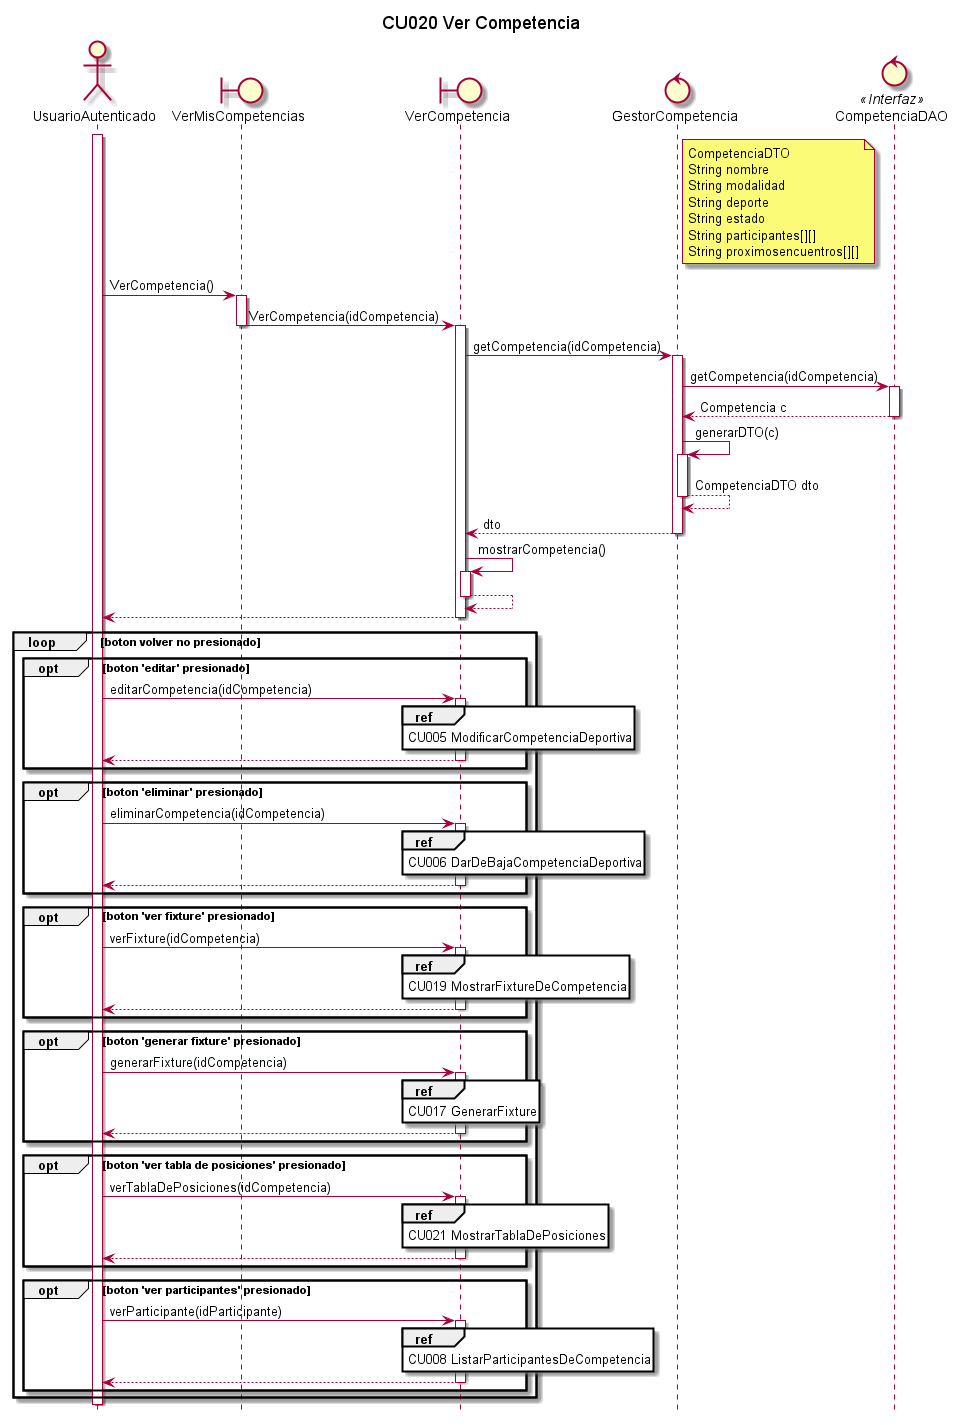 CU020 Ver Competencia
UsuarioAutenticado
VerMisCompetencias
VerCompetencia
GestorCompetencia
«Interfaz»
CompetenciaDAO
CompetenciaDTO
String nombre
String modalidad
String deporte
String estado
String participantes[][]
String proximosencuentros[][]
VerCompetencia()
VerCompetencia(idCompetencia)
getCompetencia(idCompetencia)
getCompetencia(idCompetencia)
Competencia c
generarDTO(c)
CompetenciaDTO dto
dto
mostrarCompetencia()
loop [boton volver no presionado]
opt [boton 'editar' presionado]
editarCompetencia(idCompetencia)
ref
CU005 ModificarCompetenciaDeportiva
opt [boton 'eliminar' presionado]
eliminarCompetencia(idCompetencia)
ref
CU006 DarDeBajaCompetenciaDeportiva
opt [boton 'ver fixture' presionado]
verFixture(idCompetencia)
ref
CU019 MostrarFixtureDeCompetencia
opt [boton 'generar fixture' presionado]
generarFixture(idCompetencia)
ref
CU017 GenerarFixture
opt [boton 'ver tabla de posiciones' presionado]
verTablaDePosiciones(idCompetencia)
ref
CU021 MostrarTablaDePosiciones
opt [boton 'ver participantes' presionado]
verParticipante(idParticipante)
ref
CU008 ListarParticipantesDeCompetencia